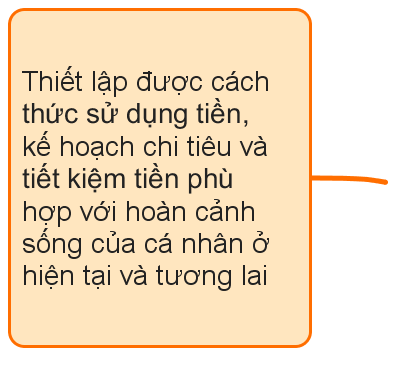 Thiết lập được cách
thức sử dụng tiền,
kế hoạch chi tiêu và
tiết kiệm tiền phù
hợp với hoàn cảnh
sống của cá nhân ở
hiện tại và tương lai